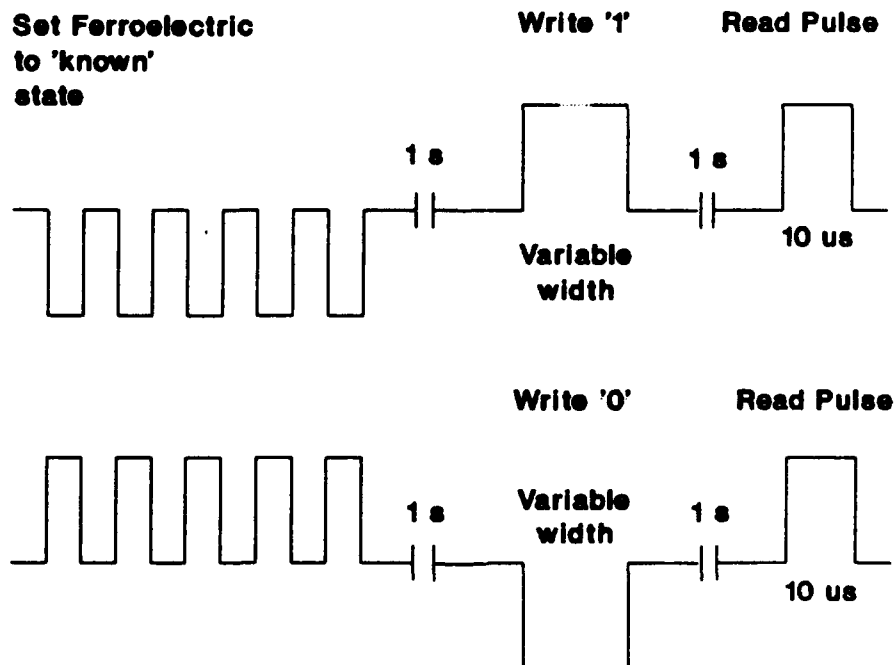 Set Ferroelectric
to 'known'
state
Write '1'
Read Pulse
1 s
1 s
Variable
width
10 us
Write '0'
Read Pulse
1 s
Variable
width
1 s
10 us